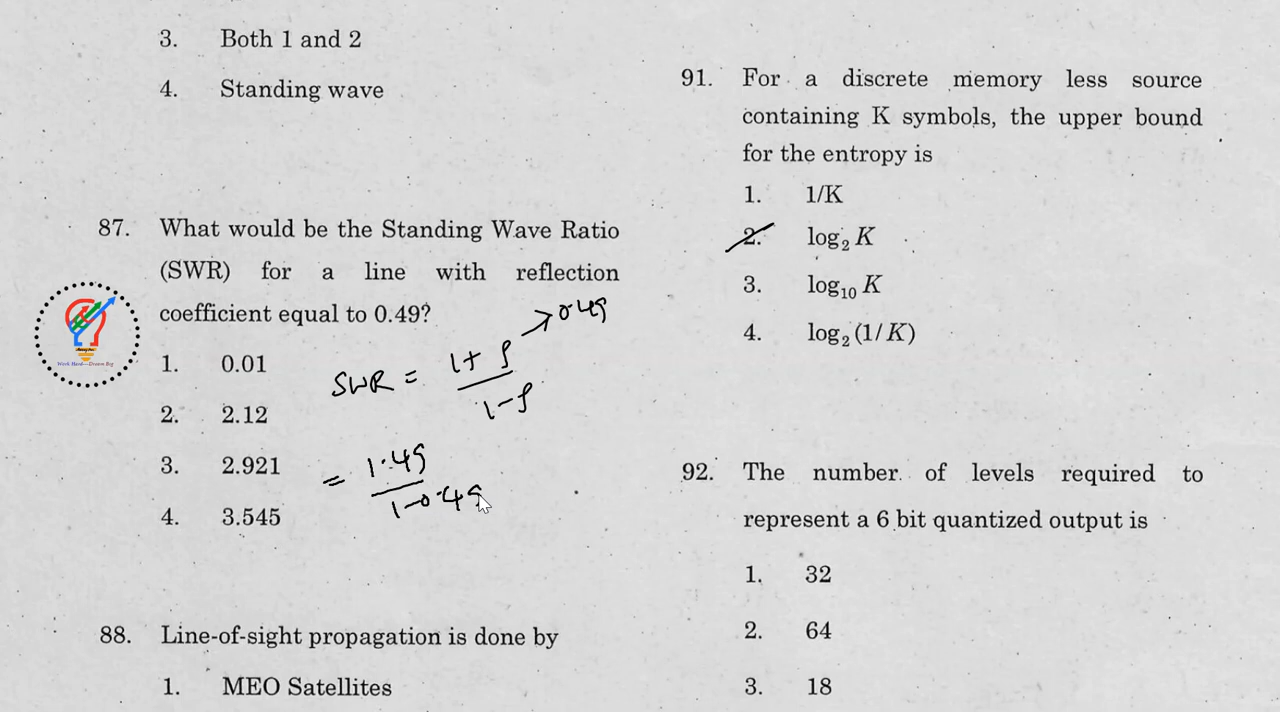 3. Both 1 and 2
4. Standing wave
87. What would be the Standing Wave Ratio
(SWR) for a line with reflection
coefficient equal to 0.49?
1. 0.01
2. 2.12
3. 2.921
4. 3.545
→ 0.49
SWR = 1+ρ
1-ρ
= 1.49
1-0.49
Work Hard—Dream Big
88. Line-of-sight propagation is done by
1. MEO Satellites
91. For a discrete memory less source
containing K symbols, the upper bound
for the entropy is
1. 1/K
2. log₂ K
3. log₁₀ K
4. log₂ (1/K)
92. The number of levels required to
represent a 6 bit quantized output is
1. 32
2. 64
3. 18